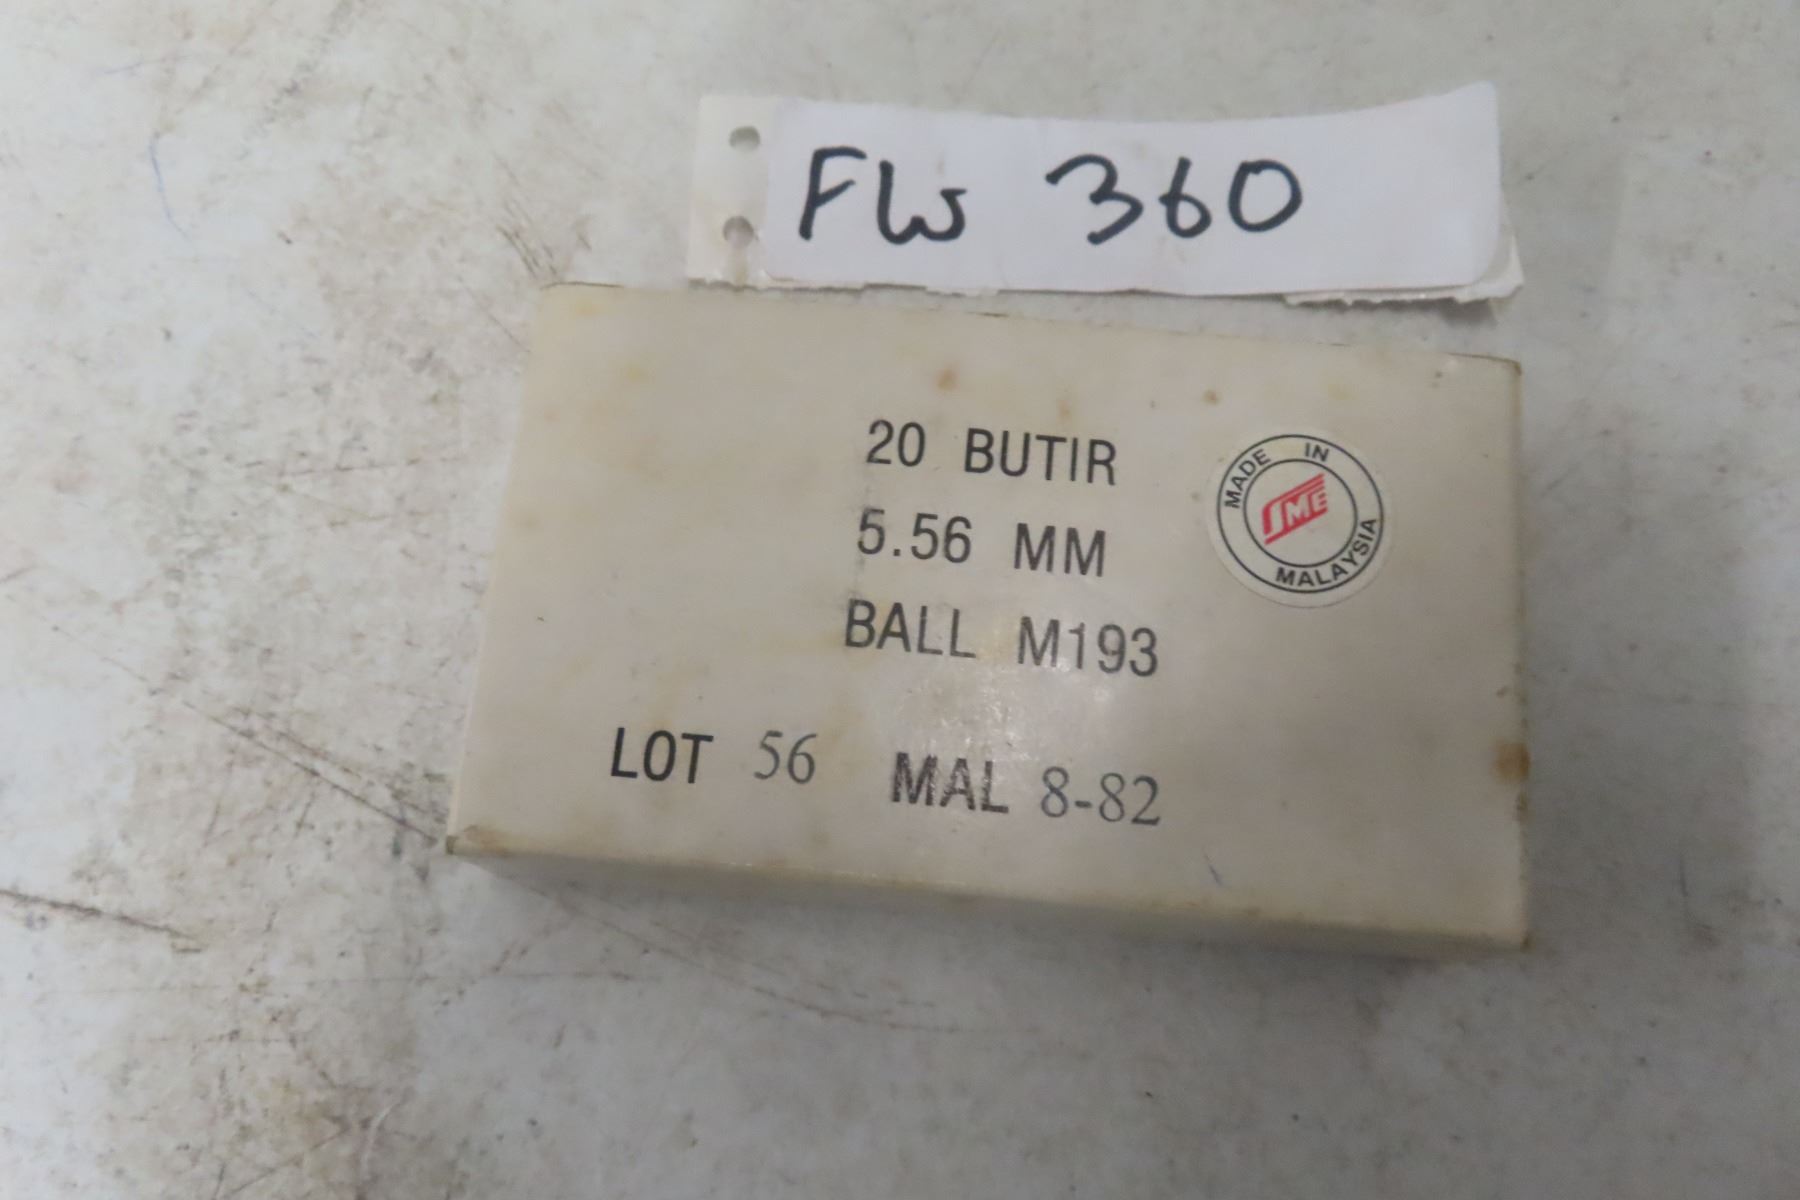 FW 360
20 BUTIR
5.56 MM
BALL M193
LOT 56 MAL 8-82
MADE IN MALAYSIA
SME